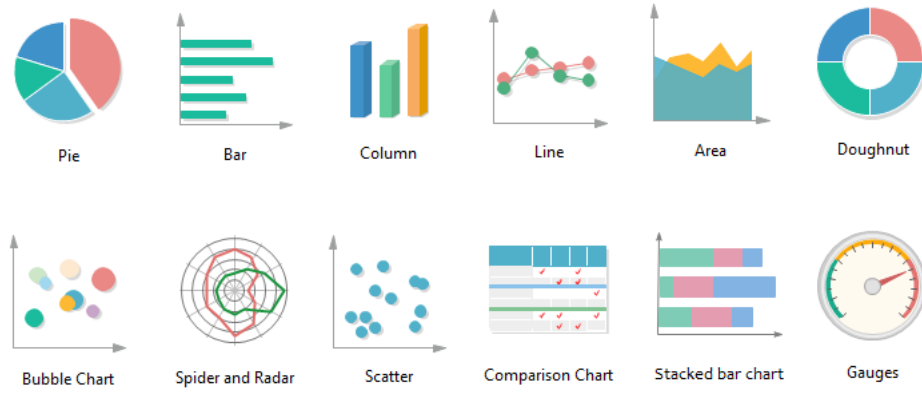 Pie
Bar
Column
Line
Area
Doughnut
Bubble Chart
Spider and Radar
Scatter
Comparison Chart
Stacked bar chart
Gauges